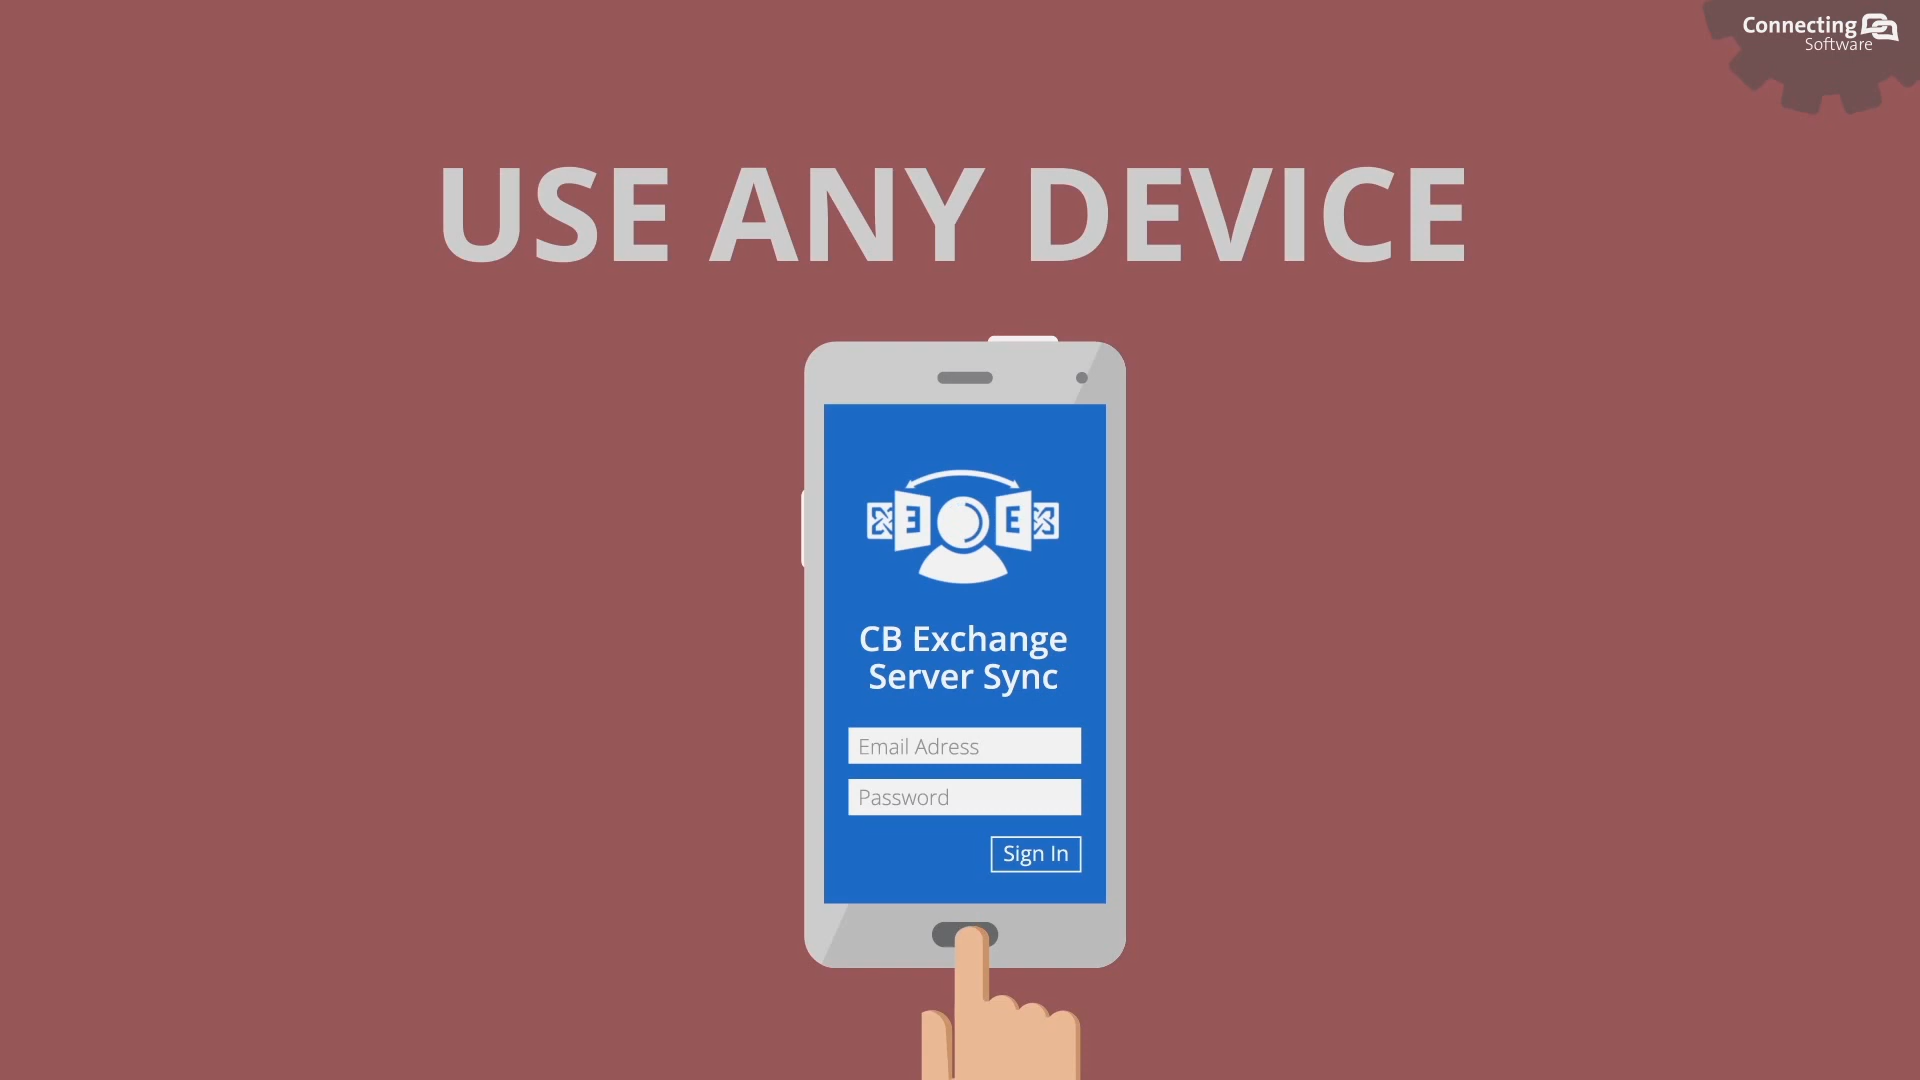 Connecting
Software
USE ANY DEVICE
E E
CB Exchange
Server Sync
Email Adress
Password
Sign In